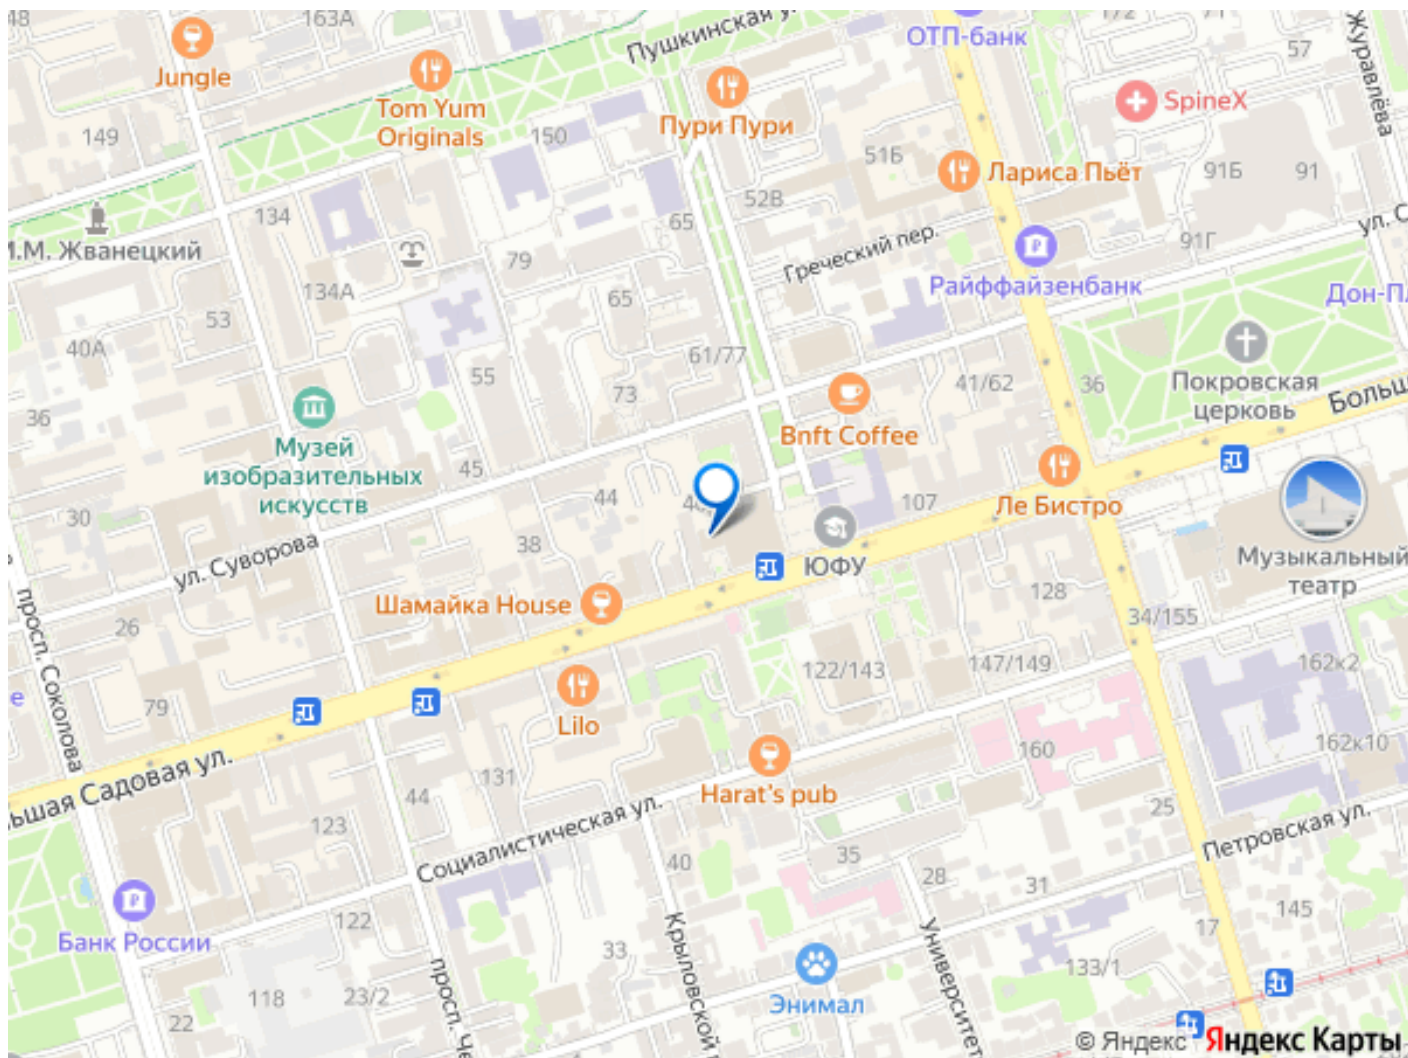 163А
Пушкинская у
ОТП-банк
57
Журавлёва
Jungle
Tom Yum
Originals
Пури Пури
SpineX
149
150
51Б
Лариса Пьёт
91Б
91
134
52В
65
ул. С
И.М. Жванецкий
79
Греческий пер.
91Г
134А
65
Райффайзенбанк
Дон-Пл
53
40А
61/77
55
73
41/62
36
Покровская
церковь
Больш
36
Музей
изобразительных
искусств
45
Bnft Coffee
44
107
Ле Бистро
30
ул. Суворова
38
ЮФУ
Музыкальный
театр
просп. Соколова
26
Шамайка House
128
34/155
е
79
122/143
147/149
162к2
Lilo
160
162к10
ьшая Садовая ул.
131
44
Harat's pub
25
123
Социалистическая ул.
Петровская ул.
40
35
28
31
145
Банк России
122
33
Крыловской
Университет
17
133/1
118
23/2
просп. Че
Энимал
22
© Яндекс Яндекс Карты